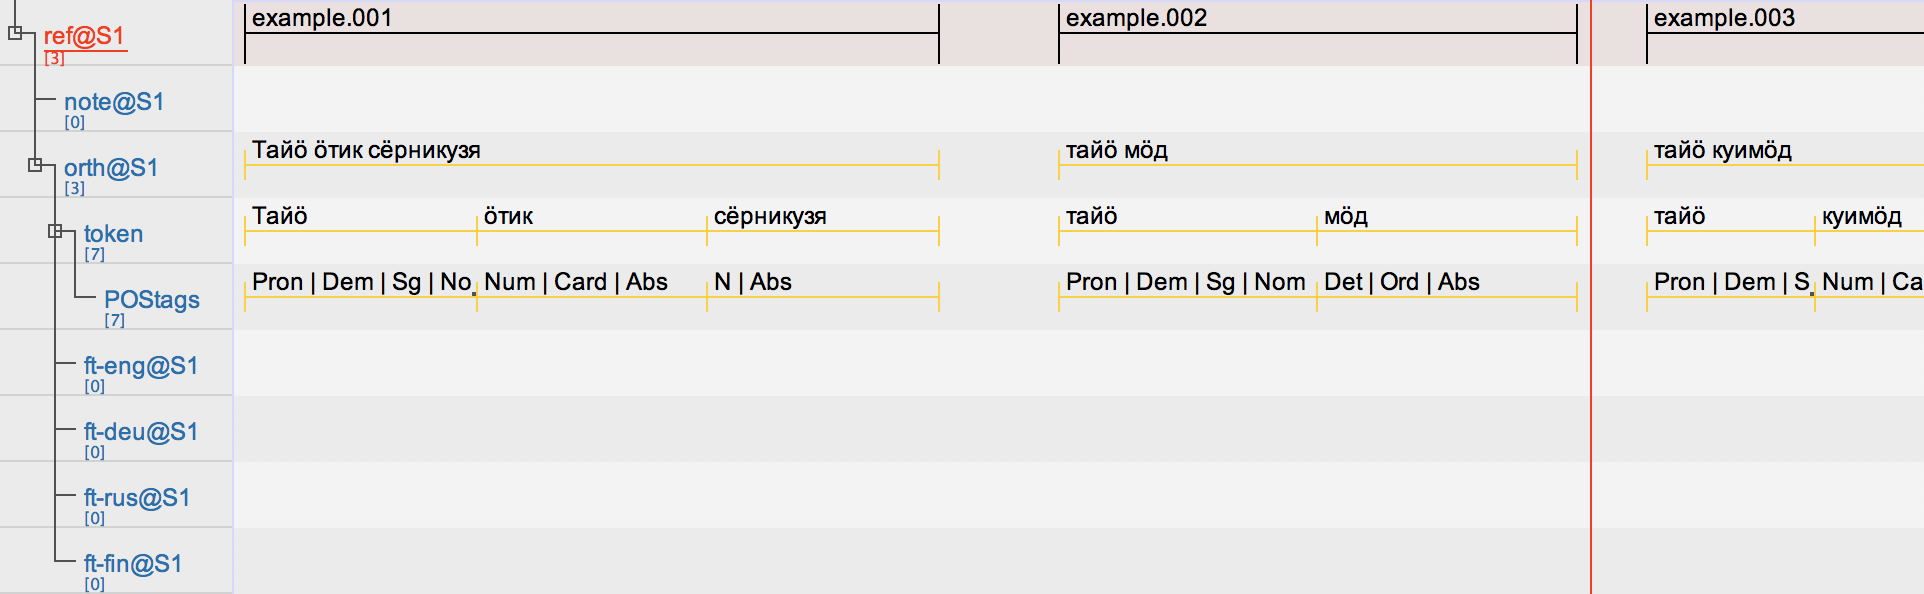 ref@S1
[3]
example.001
example.002
example.003
note@S1
[0]
orth@S1
[3]
Тайӧ ӧтик сёрникузя
тайӧ мӧд
тайӧ куимӧд
token
[7]
Тайӧ
ӧтик
сёрникузя
тайӧ
мӧд
тайӧ
куимӧд
POStags
[7]
Pron | Dem | Sg | No
Num | Card | Abs
N | Abs
Pron | Dem | Sg | Nom
Det | Ord | Abs
Pron | Dem | S
Num | Ca
ft-eng@S1
[0]
ft-deu@S1
[0]
ft-rus@S1
[0]
ft-fin@S1
[0]